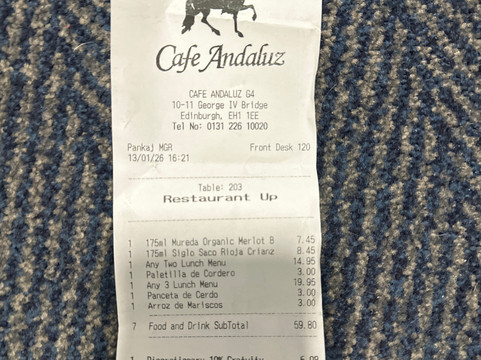 Cafe Andaluz
CAFE ANDALUZ G4
10-11 George IV Bridge
Edinburgh, EH1 1EE
Tel No: 0131 226 10020
Pankaj MGR Front Desk 120
13/01/26 16:21
Table: 203
Restaurant Up
1 175ml Mureda Organic Merlot B 7.45
1 175ml Siglo Saco Rioja Crianz 8.45
1 Any Two Lunch Menu 14.95
1 Paletilla de Cordero 3.00
1 Any 3 Lunch Menu 19.95
1 Panceta de Cerdo 3.00
1 Arroz de Mariscos 3.00
7 Food and Drink SubTotal 59.80
1 Discretionary 10% Gratuity